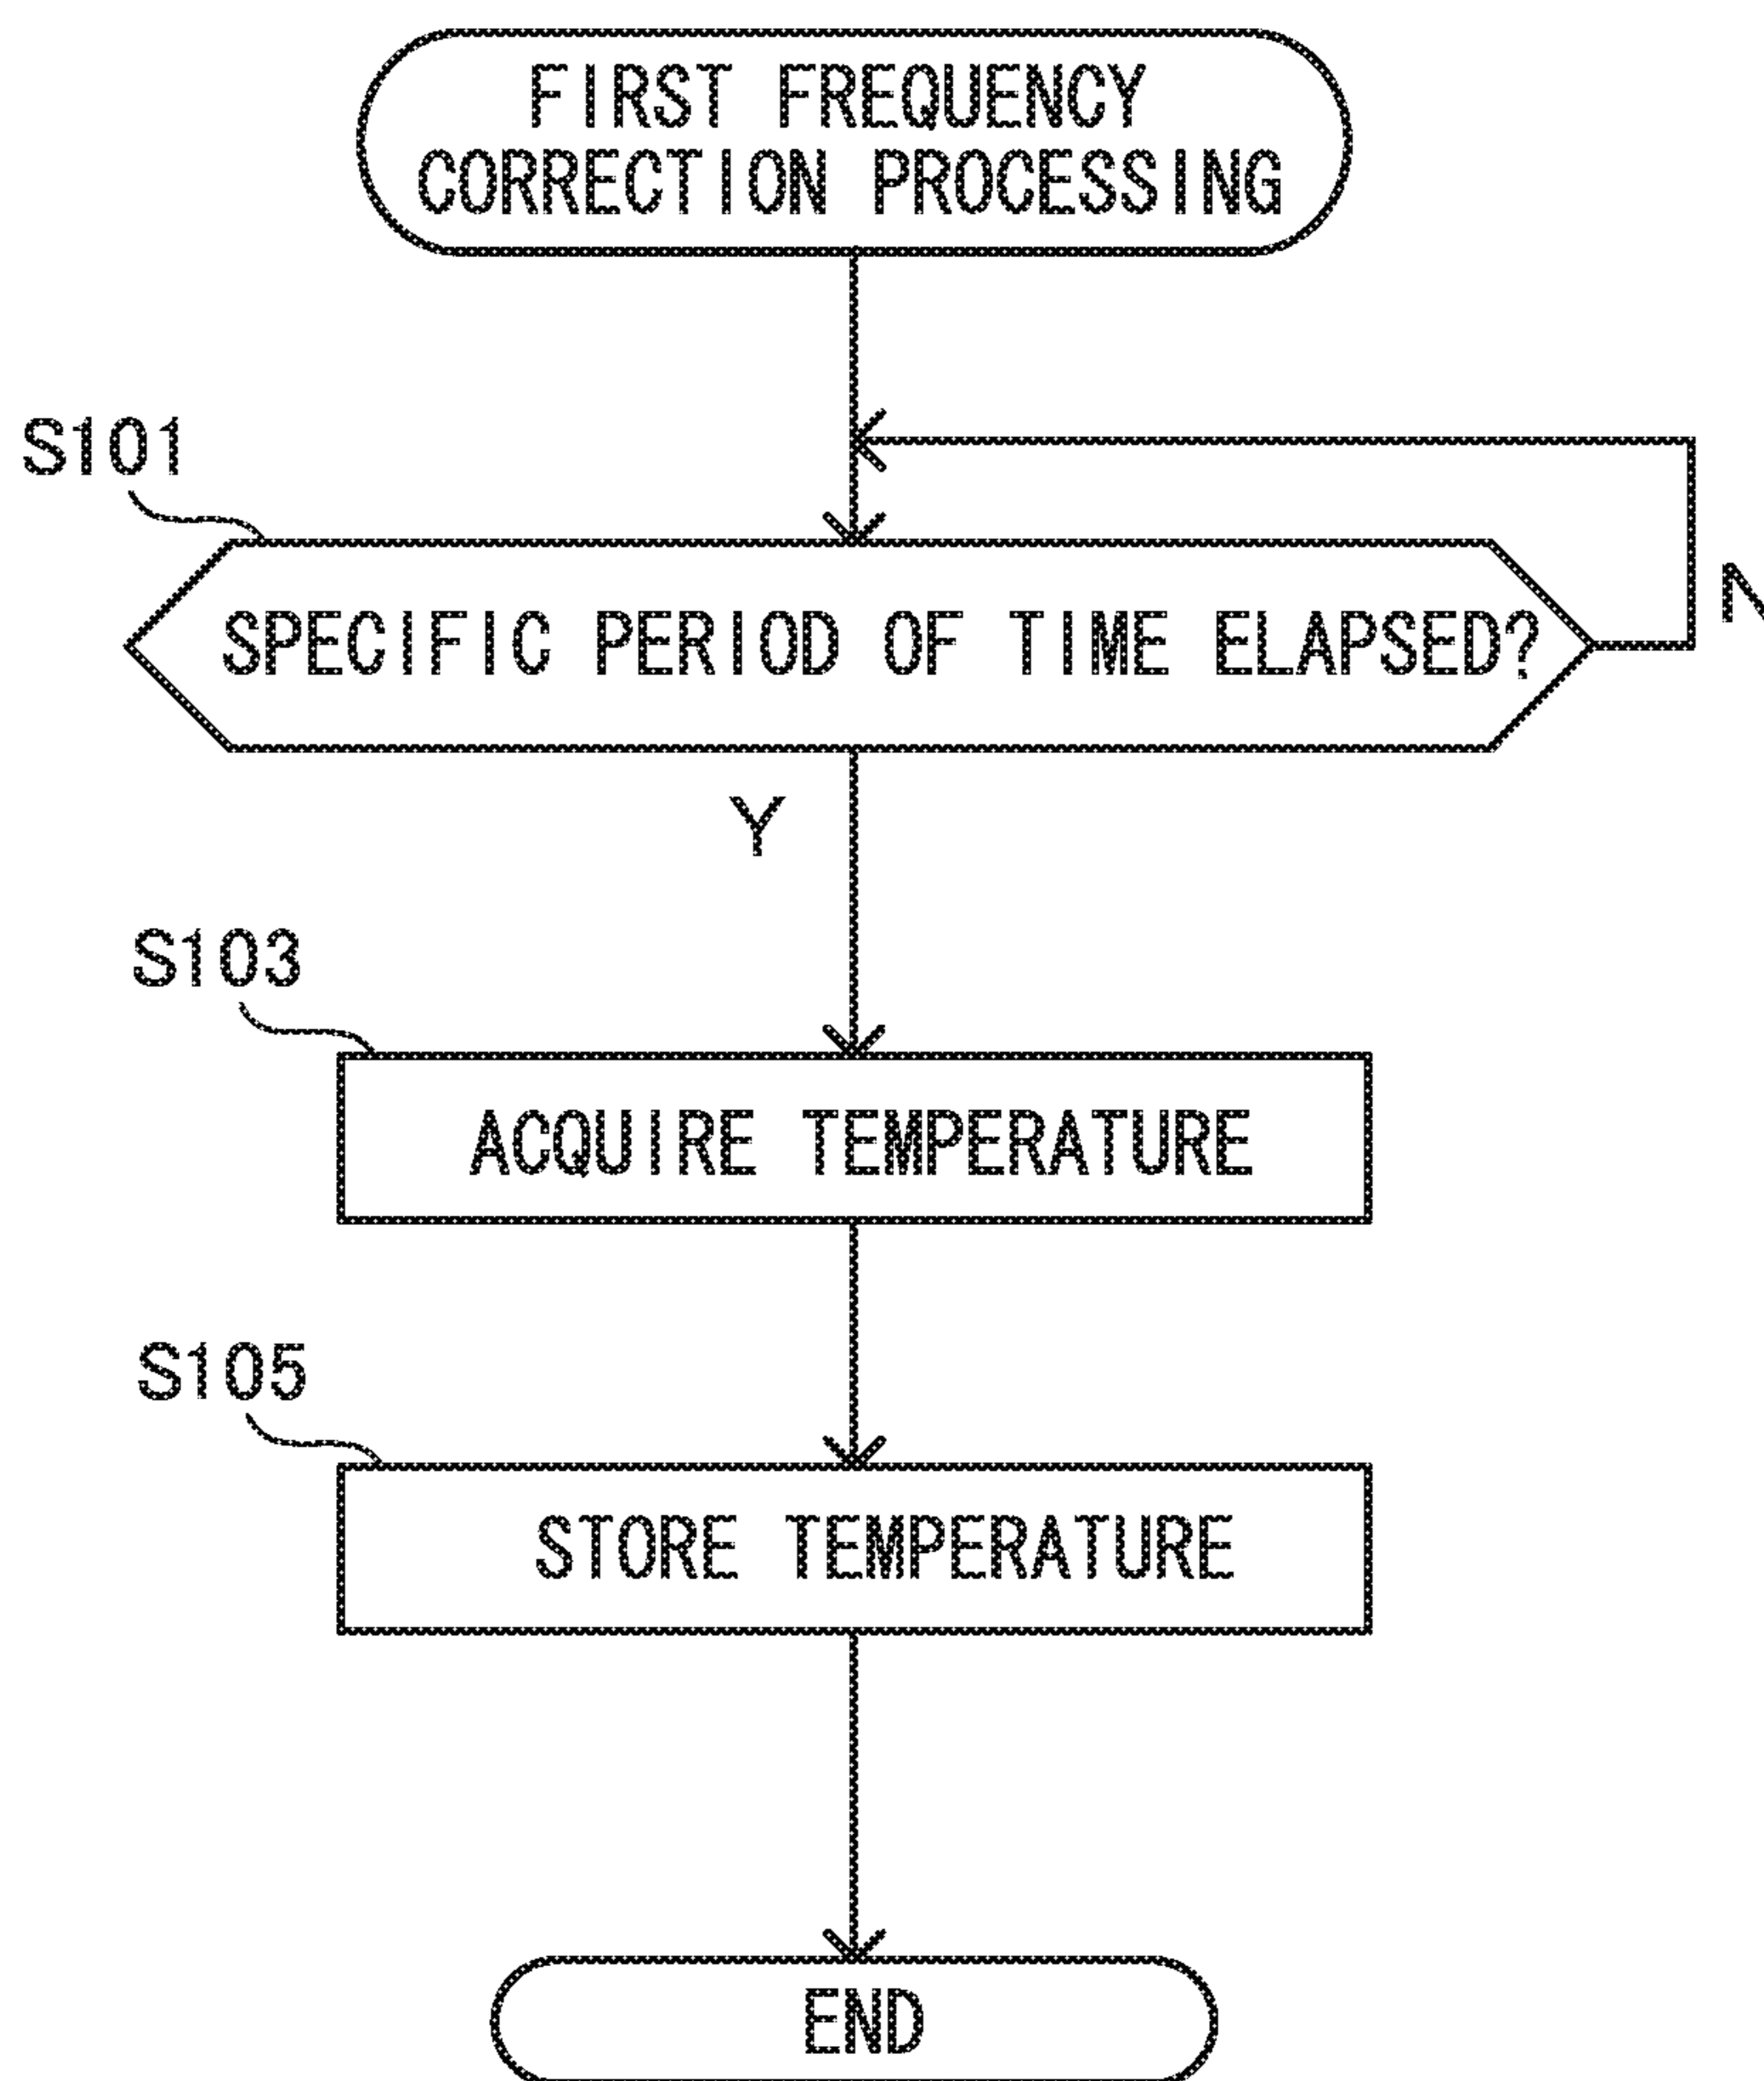 FIRST FREQUENCY
CORRECTION PROCESSING
S101
SPECIFIC PERIOD OF TIME ELAPSED?
N
Y
S103
ACQUIRE TEMPERATURE
S105
STORE TEMPERATURE
END